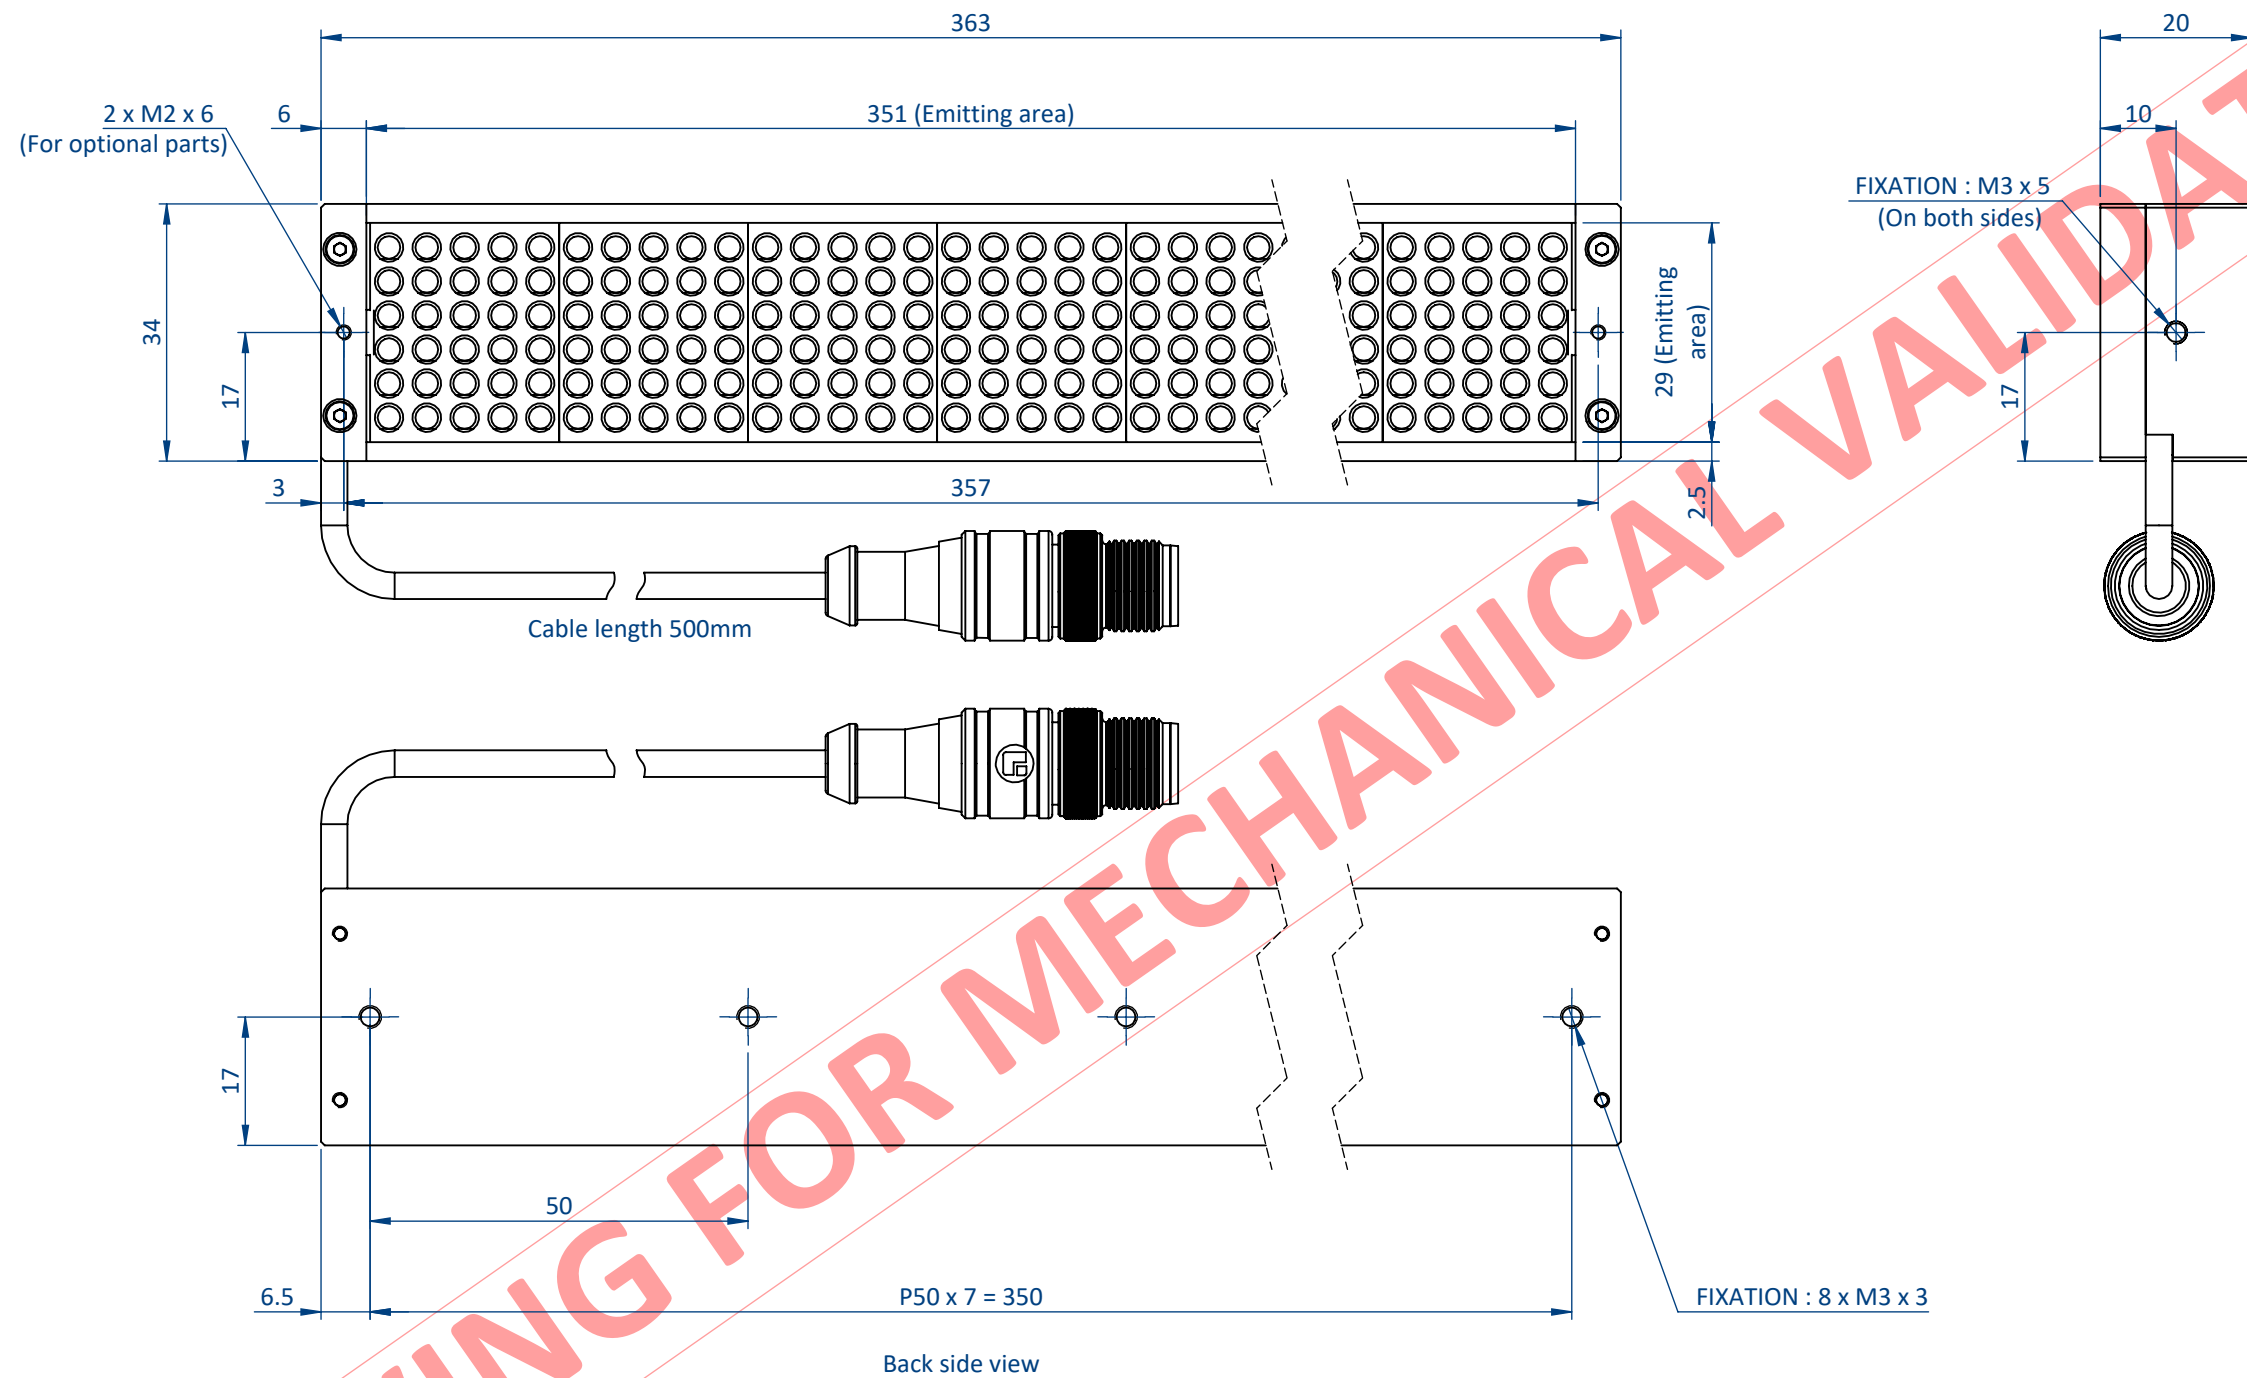 363
20
2 x M2 x 6
(For optional parts)
6
351 (Emitting area)
10
FIXATION : M3 x 5
(On both sides)
34
17
29 (Emitting
area)
17
3
357
2.5
Cable length 500mm
17
50
6.5
P50 x 7 = 350
FIXATION : 8 x M3 x 3
Back side view
FOR MECHANICAL